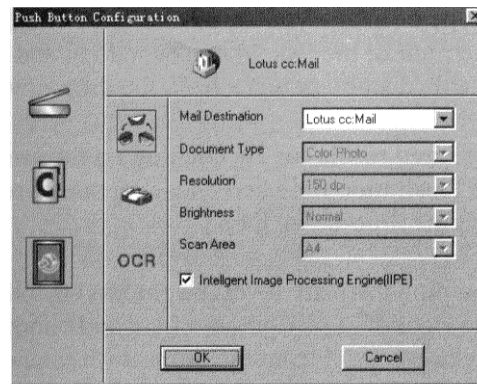 Push Button Configuration
Lotus cc:Mail
Mail Destination Lotus cc:Mail
Document Type Color Photo
Resolution 150 dpi
Brightness Normal
Scan Area A4
C
OCR
Intellgent Image Processing Engine(IIPE)
OK Cancel